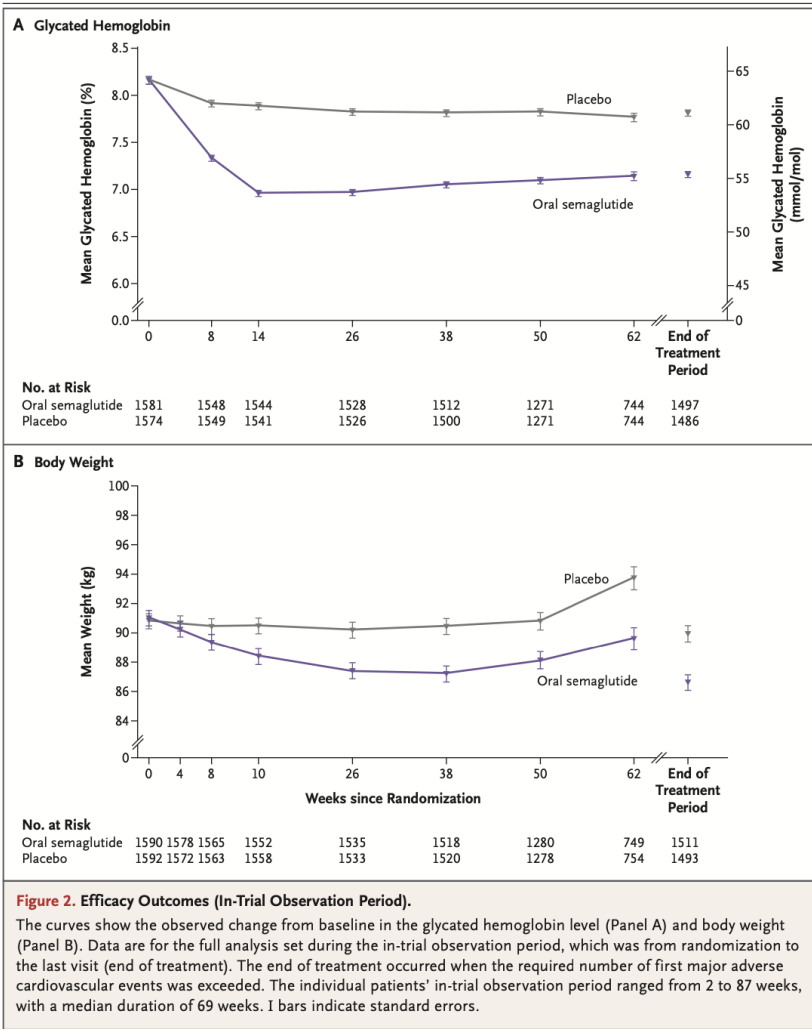 A Glycated Hemoglobin
8.5
8.0
7.5
7.0
6.5
6.0
0.0
Mean Glycated Hemoglobin (%)
65
60
55
50
45
0
Mean Glycated Hemoglobin
(mmol/mol)
Placebo
Oral semaglutide
0 8 14 26 38 50 62 End of
Treatment
Period
No. at Risk
Oral semaglutide 1581 1548 1544 1528 1512 1271 744 1497
Placebo 1574 1549 1541 1526 1500 1271 744 1486
B Body Weight
100
98
96
94
92
90
88
86
84
0
Mean Weight (kg)
Placebo
Oral semaglutide
0 4 8 10 26 38 50 62 End of
Treatment
Period
Weeks since Randomization
No. at Risk
Oral semaglutide 1590 1578 1565 1552 1535 1518 1280 749 1511
Placebo 1592 1572 1563 1558 1533 1520 1278 754 1493
Figure 2. Efficacy Outcomes (In-Trial Observation Period).
The curves show the observed change from baseline in the glycated hemoglobin level (Panel A) and body weight
(Panel B). Data are for the full analysis set during the in-trial observation period, which was from randomization to
the last visit (end of treatment). The end of treatment occurred when the required number of first major adverse
cardiovascular events was exceeded. The individual patients' in-trial observation period ranged from 2 to 87 weeks,
with a median duration of 69 weeks. I bars indicate standard errors.